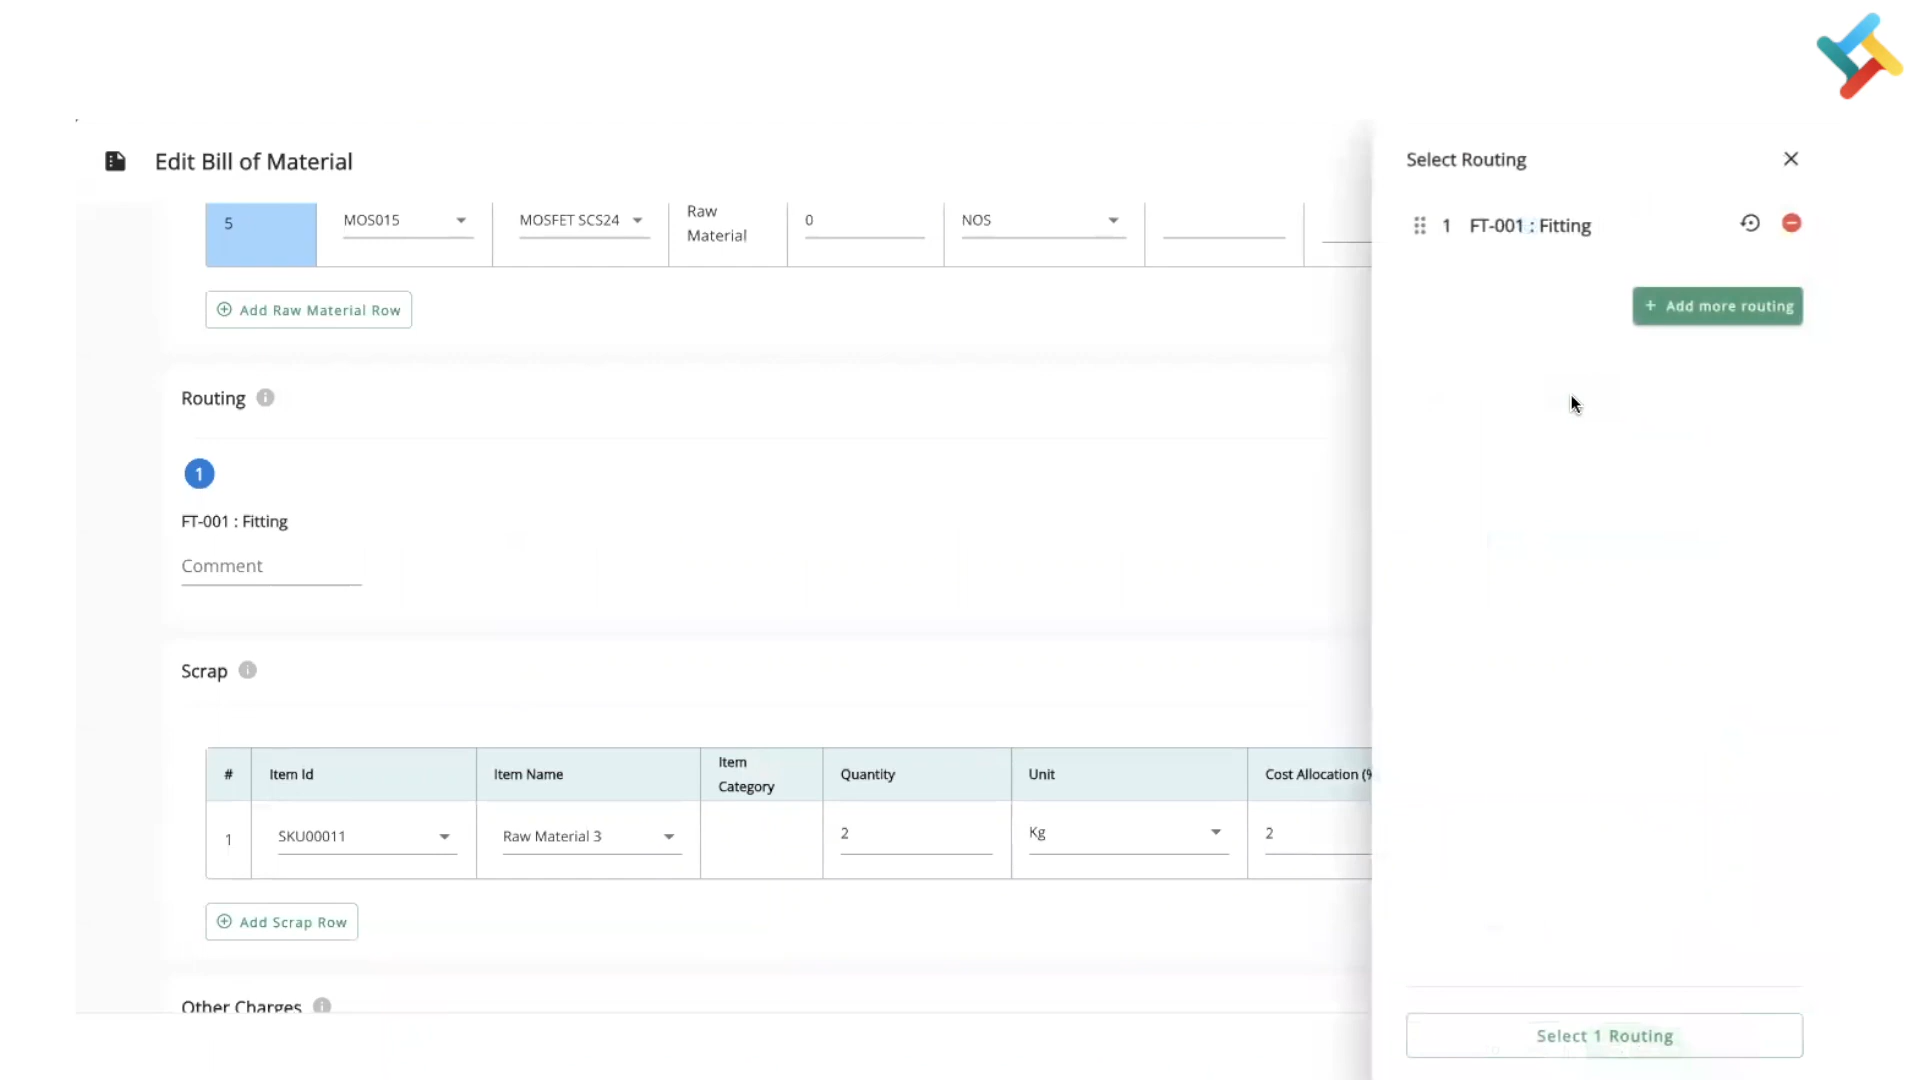 Edit Bill of Material
5
MOS015
MOSFET SCS24
Raw
Material
0
NOS
Add Raw Material Row
Routing
1
FT-001 : Fitting
Comment
Scrap
# Item Id Item Name Item Category Quantity Unit Cost Allocation (%
1 SKU00011 Raw Material 3 2 Kg 2
Add Scrap Row
Other Charges
Select Routing
1 FT-001 : Fitting
+ Add more routing
Select 1 Routing